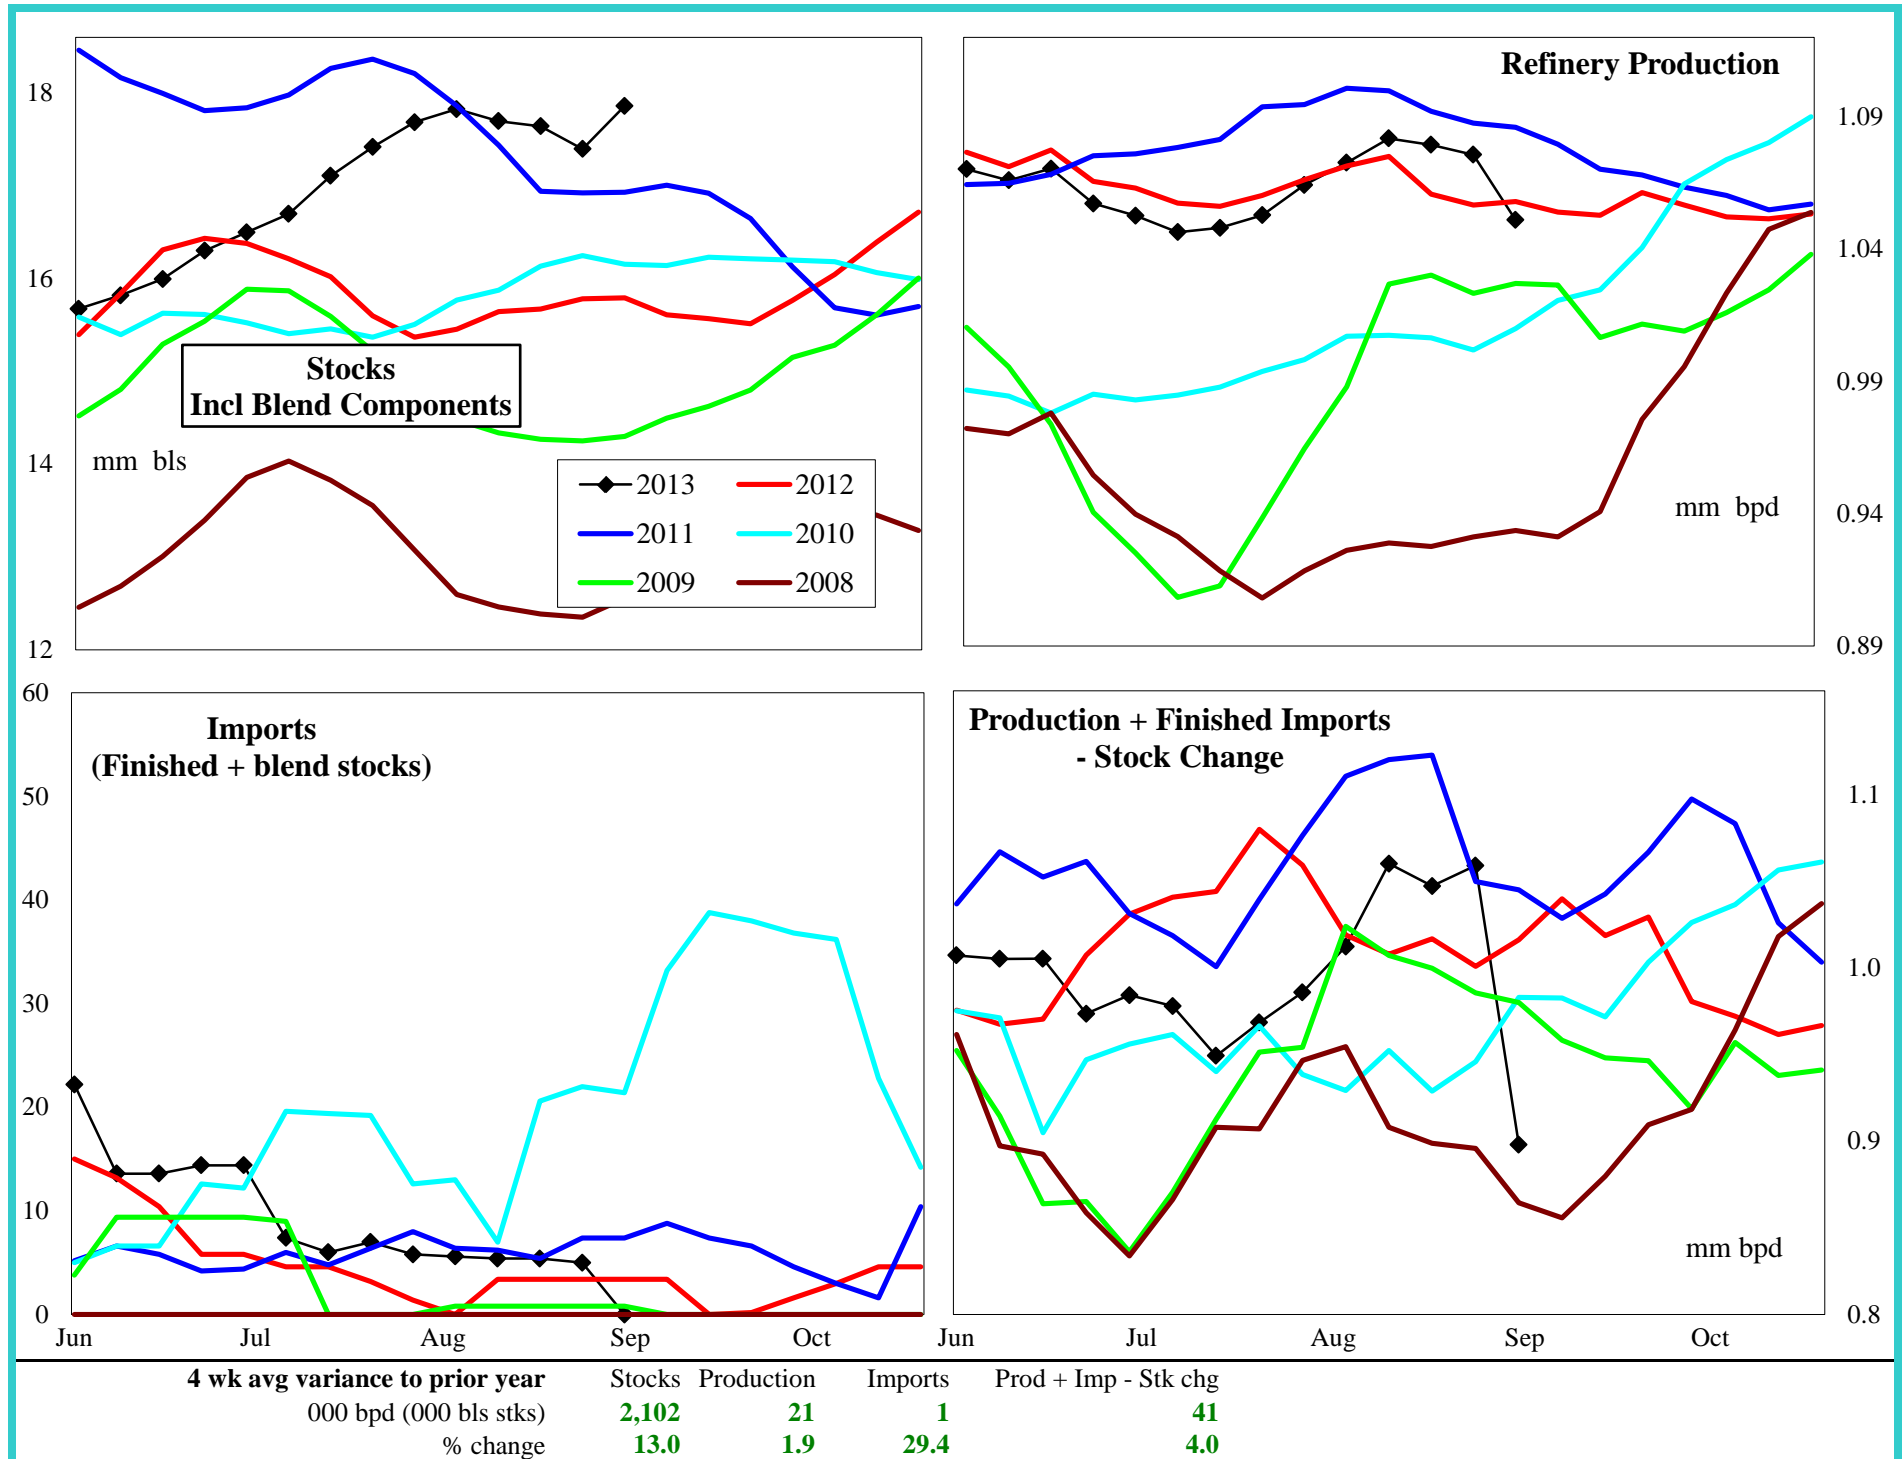 Refinery Production
18
16
14
12
Stocks
Incl Blend Components
mm bls
2013
2012
2011
2010
2009
2008
1.09
1.04
0.99
0.94
0.89
mm bpd
Imports
(Finished + blend stocks)
60
50
40
30
20
10
0
Jun Jul Aug Sep Oct
Production + Finished Imports
- Stock Change
1.1
1.0
0.9
0.8
mm bpd
Jun Jul Aug Sep Oct
4 wk avg variance to prior year Stocks Production Imports Prod + Imp - Stk chg
000 bpd (000 bls stks) 2,102 21 1 41
% change 13.0 1.9 29.4 4.0